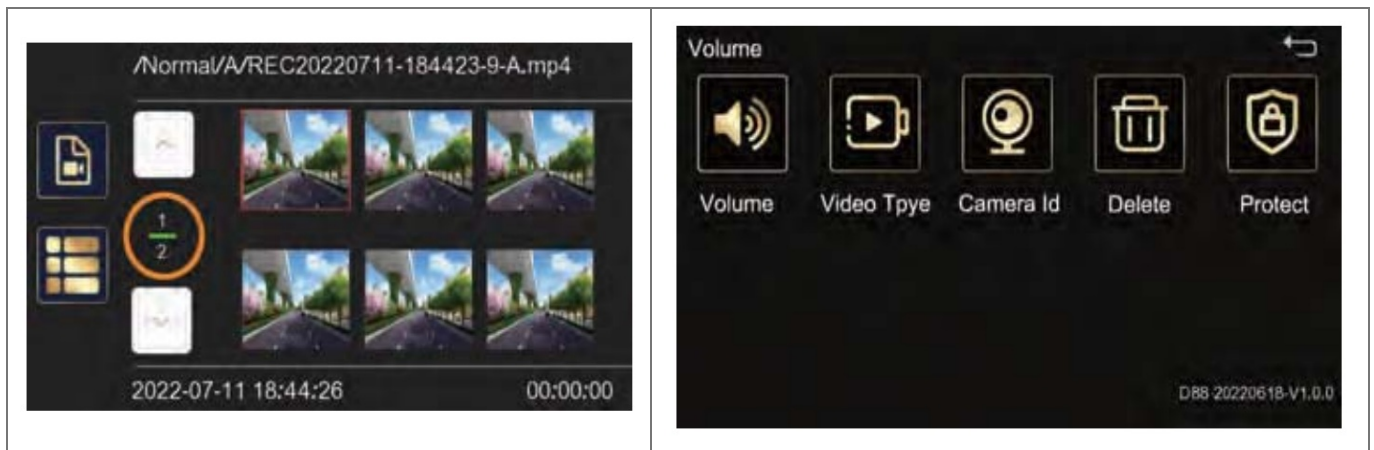 /Normal/A/REC20220711-184423-9-A.mp4
1
2
2022-07-11 18:44:26 00:00:00
Volume
Volume Video Tpye Camera Id Delete Protect
D88-20220618-V1.0.0